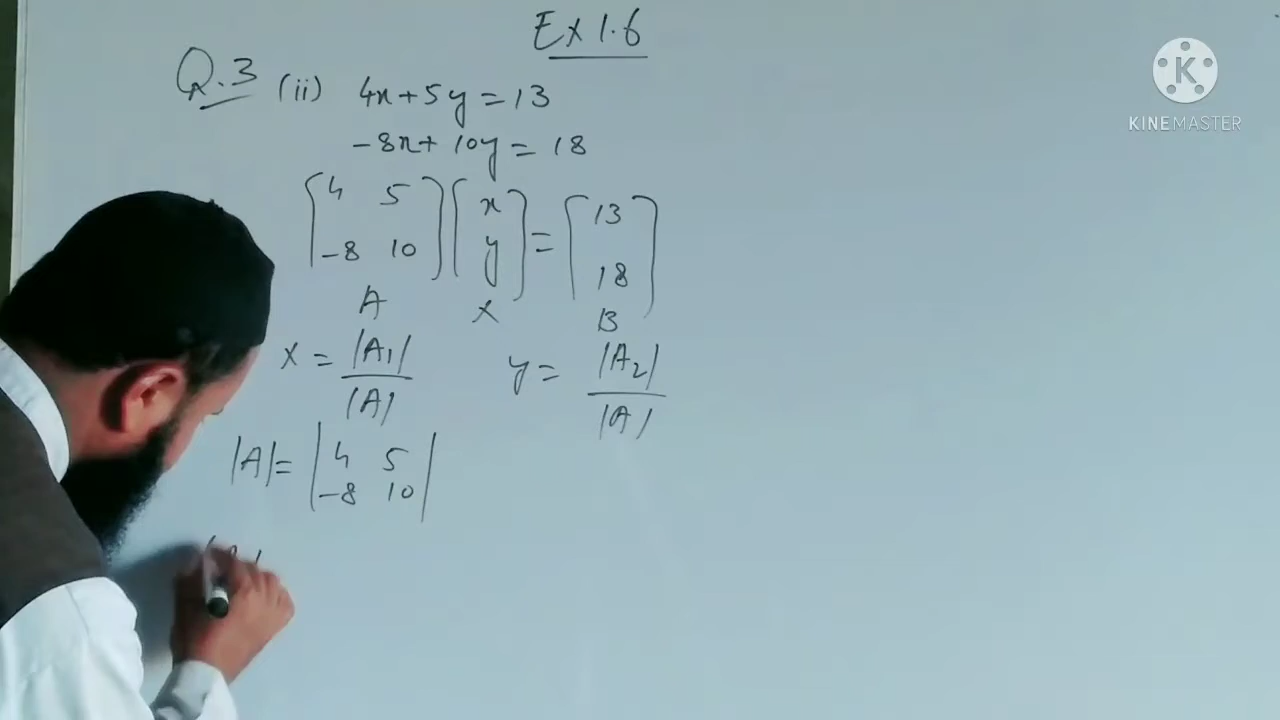 Ex 1.6
Q.3 (ii) 4x+5y=13
-8x+10y=18
[4 5 -8 10] [x y] = [13 18]
A X B
x = |A1| / |A| y = |A2| / |A|
|A| = |4 5 -8 10|
K
KINEMASTER